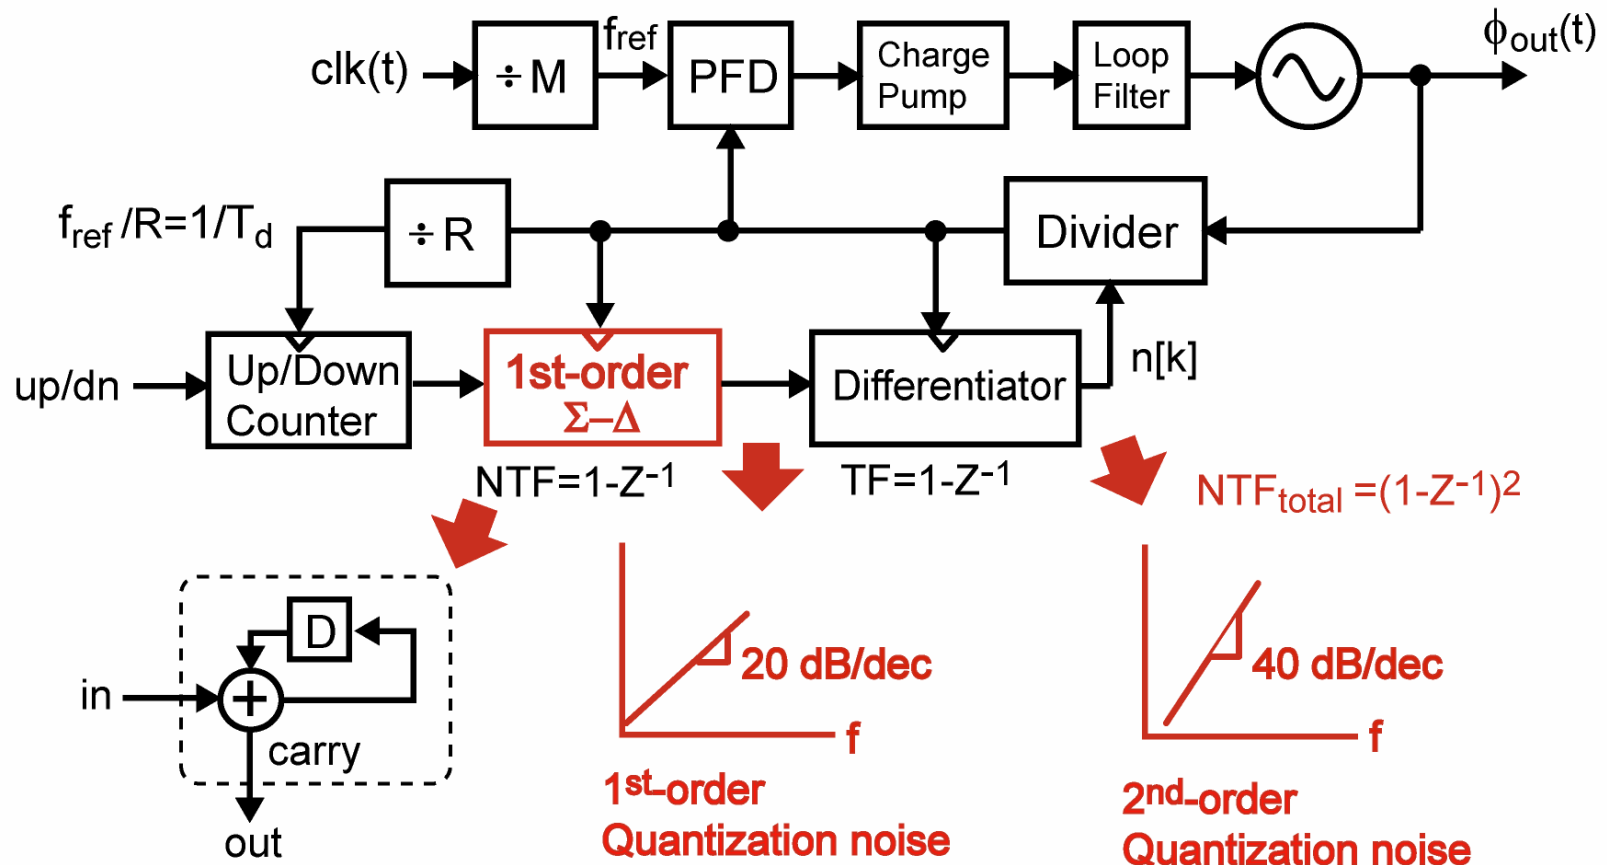 clk(t)
÷M
fref
PFD
Charge
Pump
Loop
Filter
ϕout(t)
fref /R=1/Td
÷R
Divider
up/dn
Up/Down
Counter
1st-order
Σ–Δ
Differentiator
n[k]
NTF=1-Z-1
TF=1-Z-1
NTFtotal =(1-Z-1)2
D
in
+
carry
out
20 dB/dec
f
1st-order
Quantization noise
40 dB/dec
f
2nd-order
Quantization noise